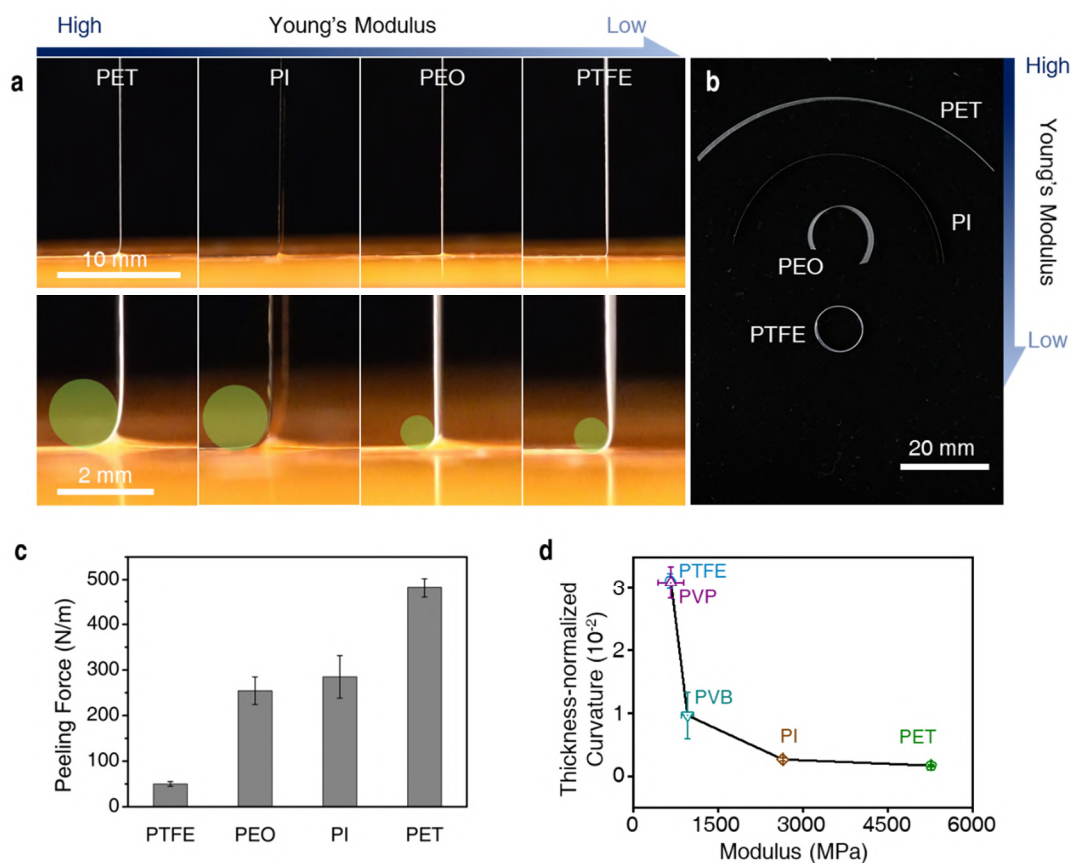 High Young's Modulus Low
a
PET PI PEO PTFE
10 mm
2 mm
b
PET
PI
PEO
PTFE
20 mm
High
Young's Modulus
Low
c
Peeling Force (N/m)
500
400
300
200
100
0
PTFE PEO PI PET
d
Thickness-normalized
Curvature (10⁻²)
3
2
1
0
PTFE
PVP
PVB
PI
PET
0 1500 3000 4500 6000
Modulus (MPa)